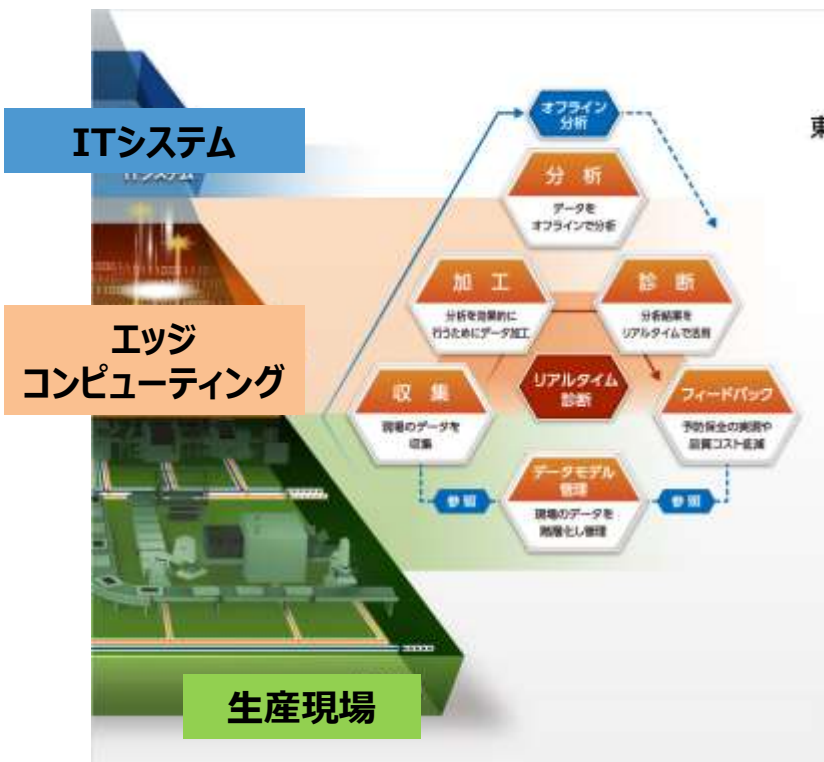 オフライン
分析
東
ITシステム
ITシステム
分 析
データを
オフラインで分析
加 工
分析を効果的に
行うためにデータ加工
診 断
分析結果を
リアルタイムで活用
エッジ
コンピューティング
リアルタイム
診断
収 集
現場のデータを
収集
フィードバック
予防保全の実現や
品質コスト低減
データモデル
管理
現場のデータを
階層化し管理
参照
参照
生産現場